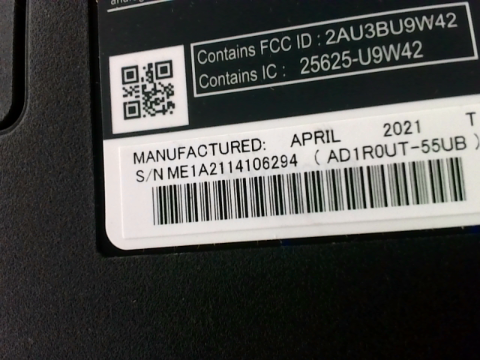 Contains FCC ID : 2AU3BU9W42
Contains IC : 25625-U9W42
MANUFACTURED: APRIL 2021 T
S/N ME1A2114106294 ( AD1R0UT-55UB )